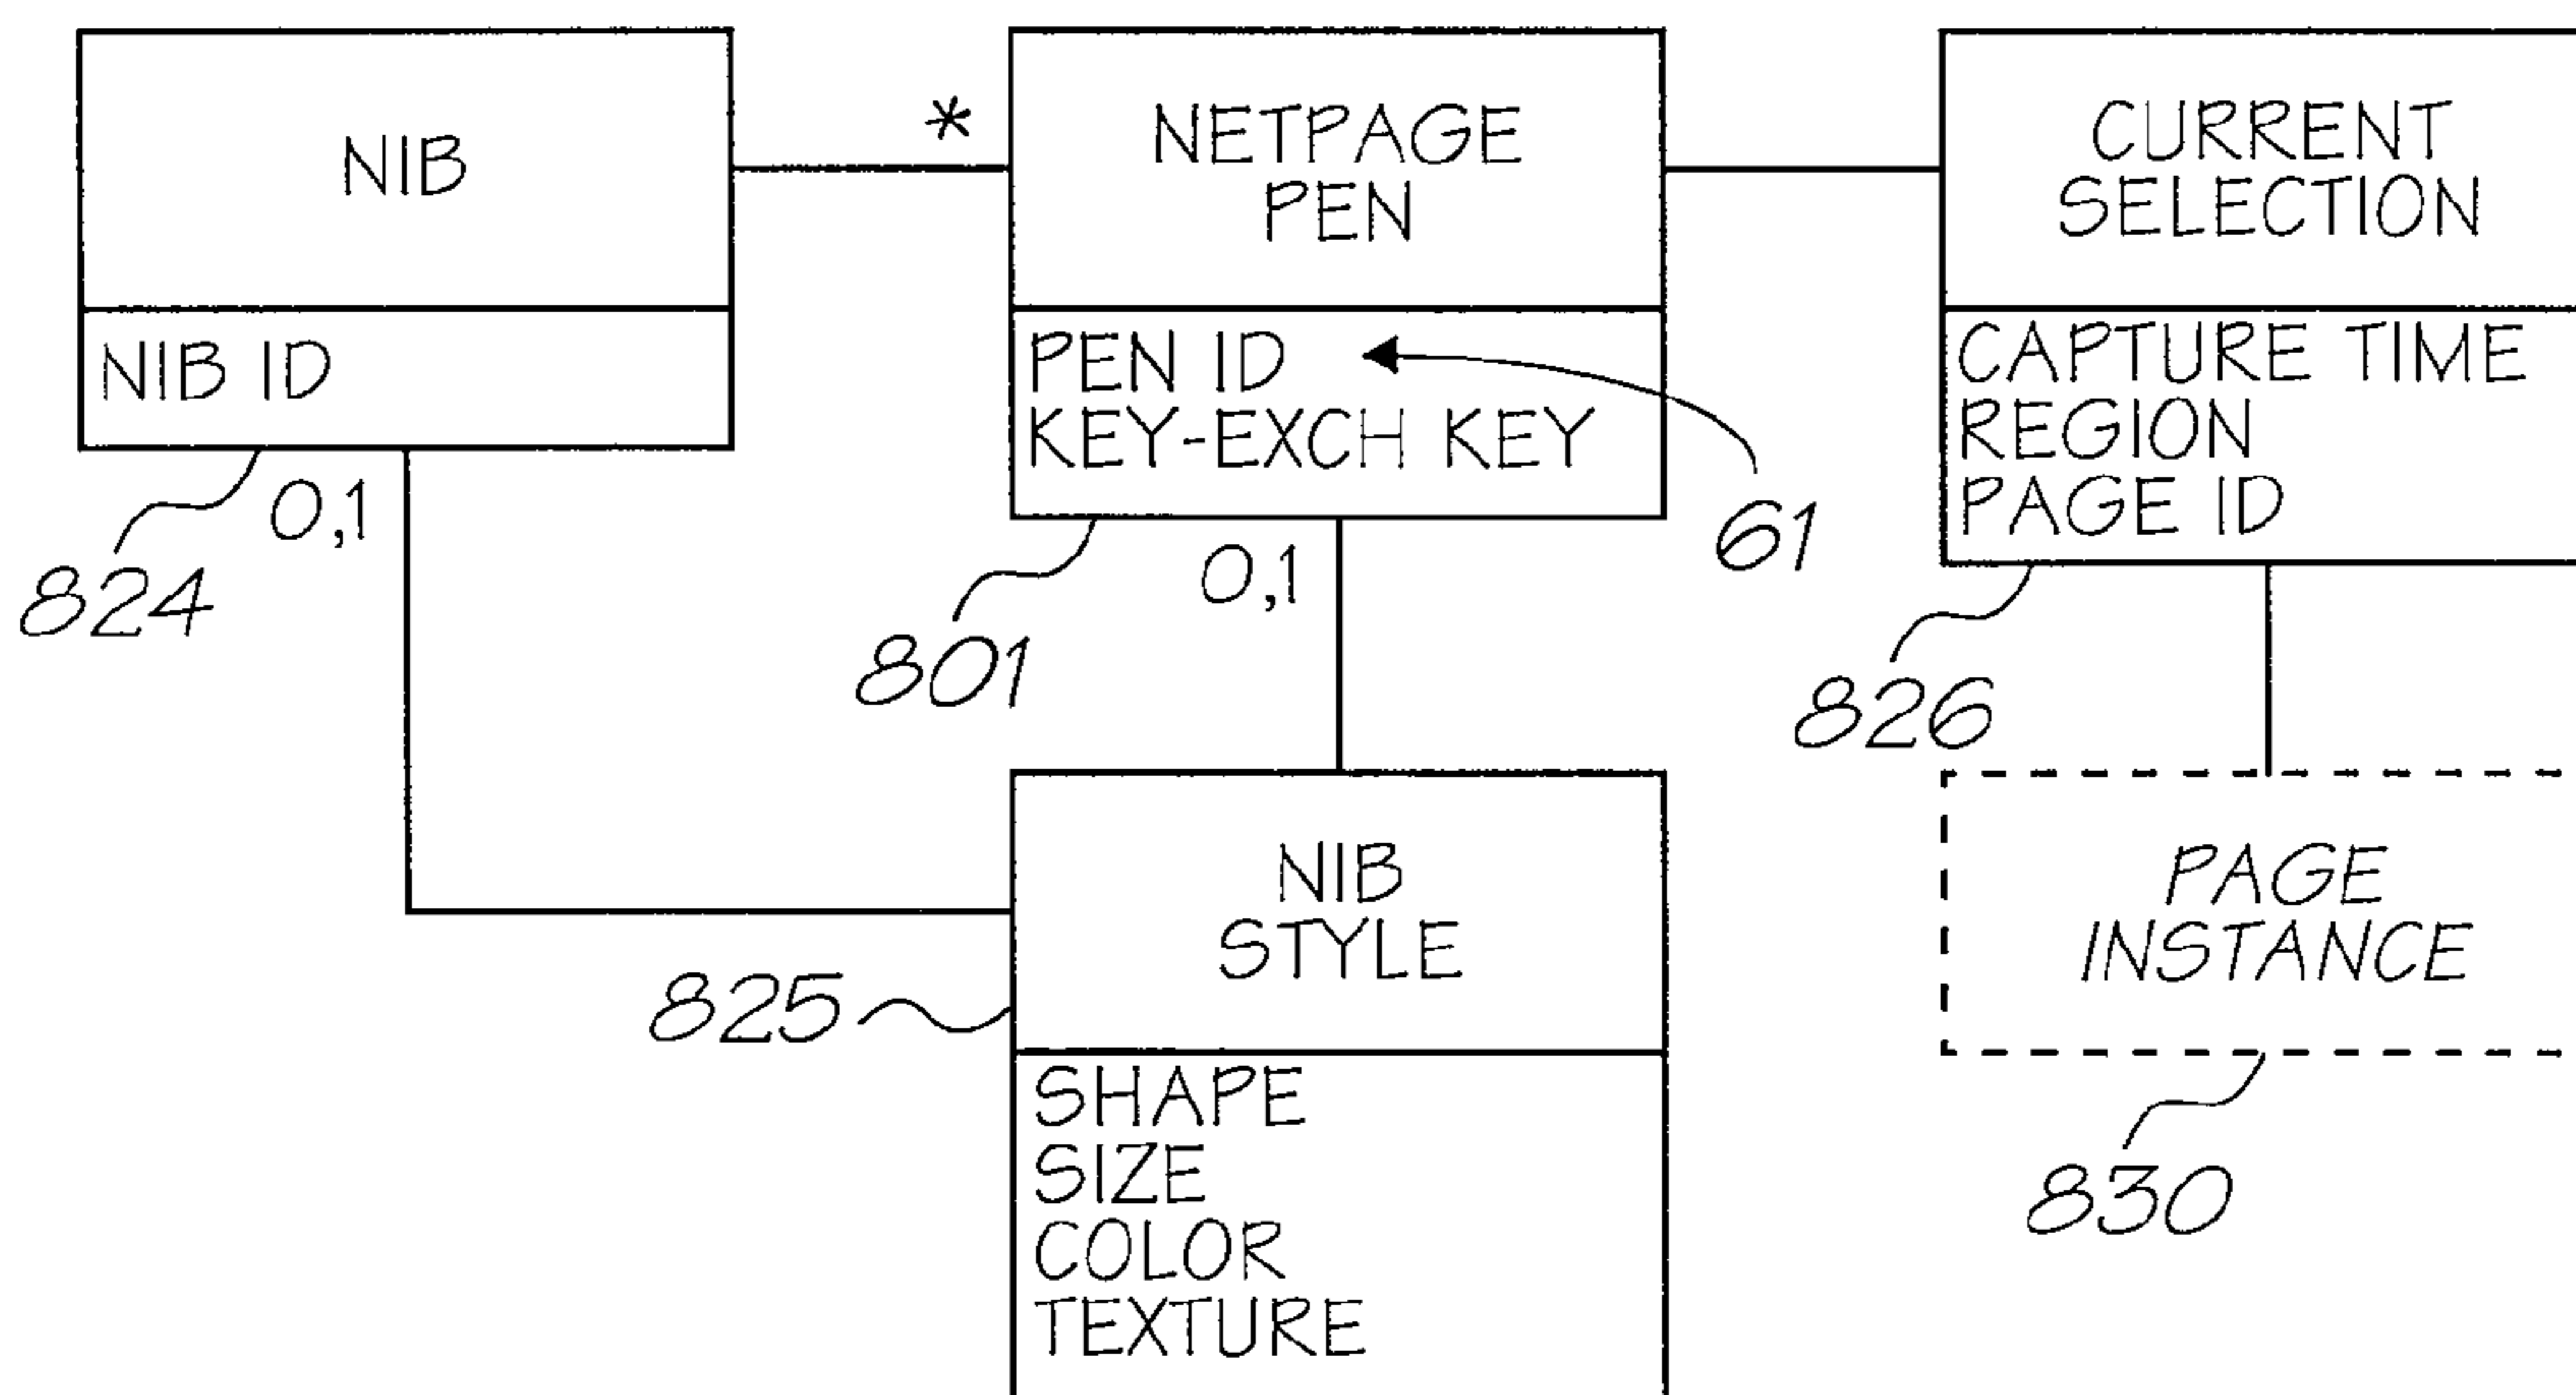 NIB
NIB ID
824
0,1
*
NETPAGE
PEN
PEN ID
KEY-EXCH KEY
61
801
0,1
CURRENT
SELECTION
CAPTURE TIME
REGION
PAGE ID
826
NIB
STYLE
825
SHAPE
SIZE
COLOR
TEXTURE
PAGE
INSTANCE
830